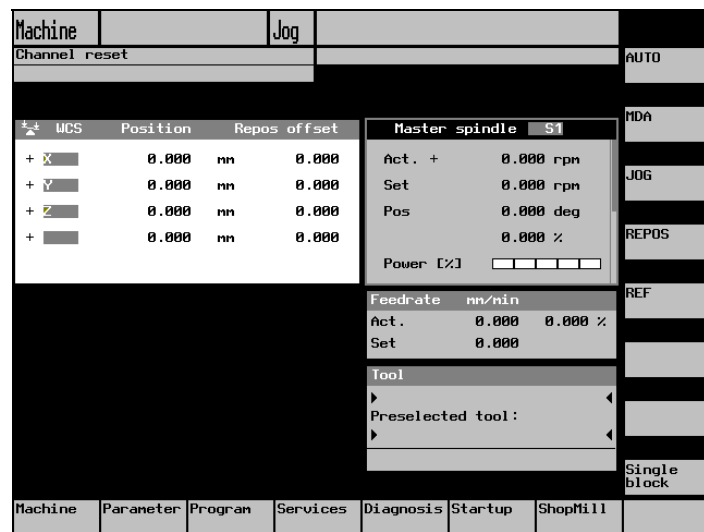 Machine Jog
Channel reset
AUTO
MDA
JOG
REPOS
REF
Single
block
WCS Position Repos offset
+ X 0.000 mm 0.000
+ Y 0.000 mm 0.000
+ Z 0.000 mm 0.000
+ 0.000 mm 0.000
Master spindle S1
Act. + 0.000 rpm
Set 0.000 rpm
Pos 0.000 deg
0.000 %
Power [%]
Feedrate mm/min
Act. 0.000 0.000 %
Set 0.000
Tool
Preselected tool:
Machine Parameter Program Services Diagnosis Startup ShopMill